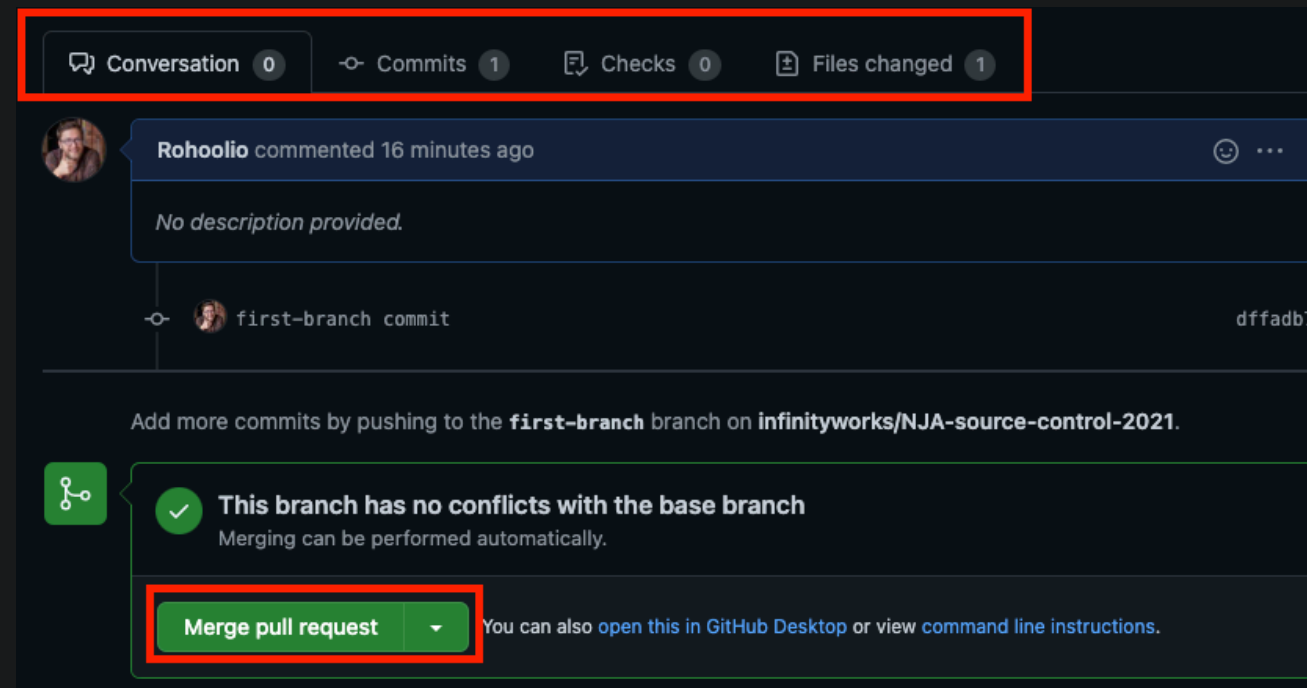 Conversation 0 Commits 1 Checks 0 Files changed 1
Rohoolio commented 16 minutes ago
No description provided.
first-branch commit dffadb7
Add more commits by pushing to the first-branch branch on infinityworks/NJA-source-control-2021.
This branch has no conflicts with the base branch
Merging can be performed automatically.
Merge pull request You can also open this in GitHub Desktop or view command line instructions.